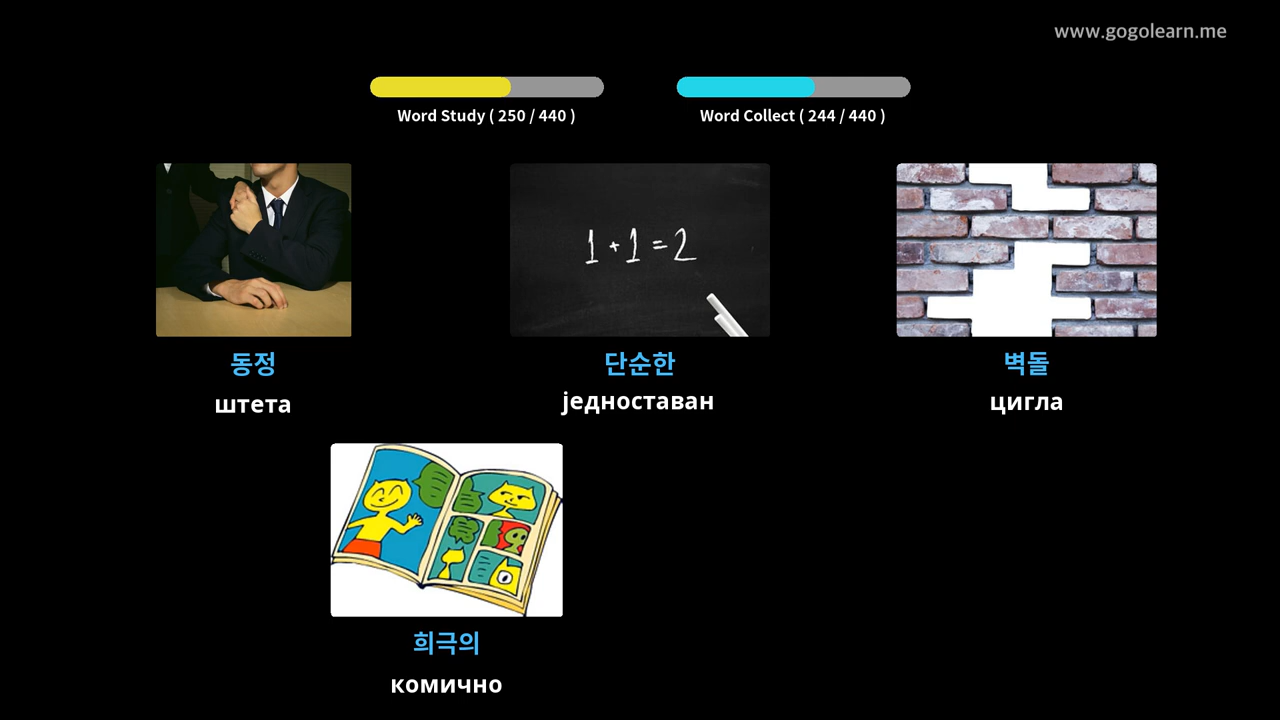 www.gogolearn.me
Word Study ( 250 / 440 )
Word Collect ( 244 / 440 )
1 + 1 = 2
동정
штета
단순한
једноставан
벽돌
цигла
희극의
комично